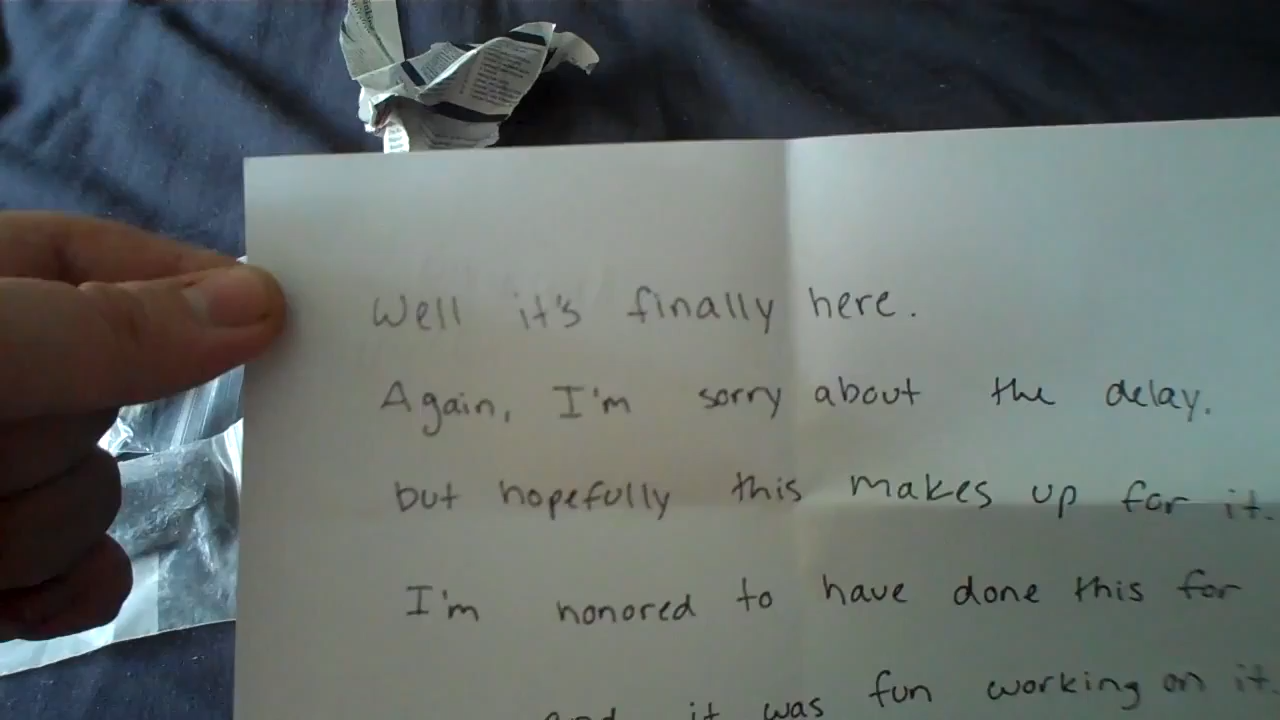 Well it's finally here.
Again, I'm sorry about the delay.
but hopefully this makes up for it.
I'm honored to have done this for
and it was fun working on it.